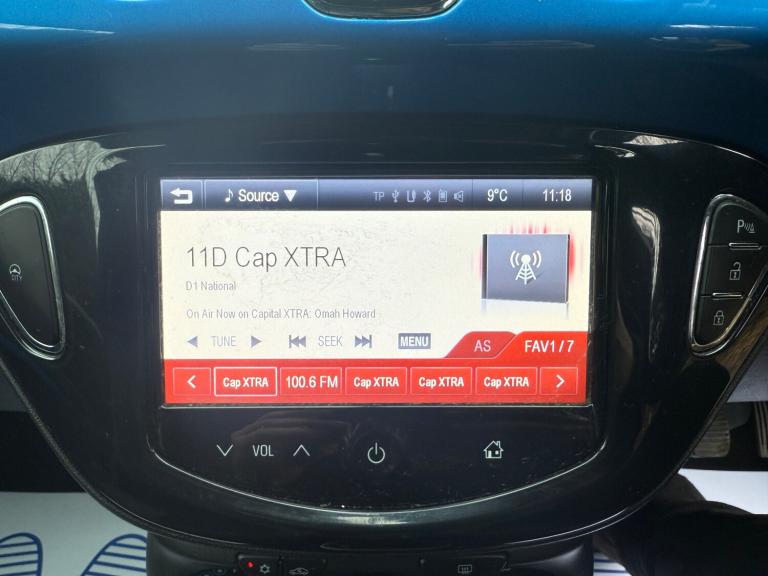 Source TP 9°C 11:18
11D Cap XTRA
D1 National
On Air Now on Capital XTRA: Omah Howard
TUNE SEEK MENU AS FAV1/7
Cap XTRA 100.6 FM Cap XTRA Cap XTRA Cap XTRA
VOL
CITY
P